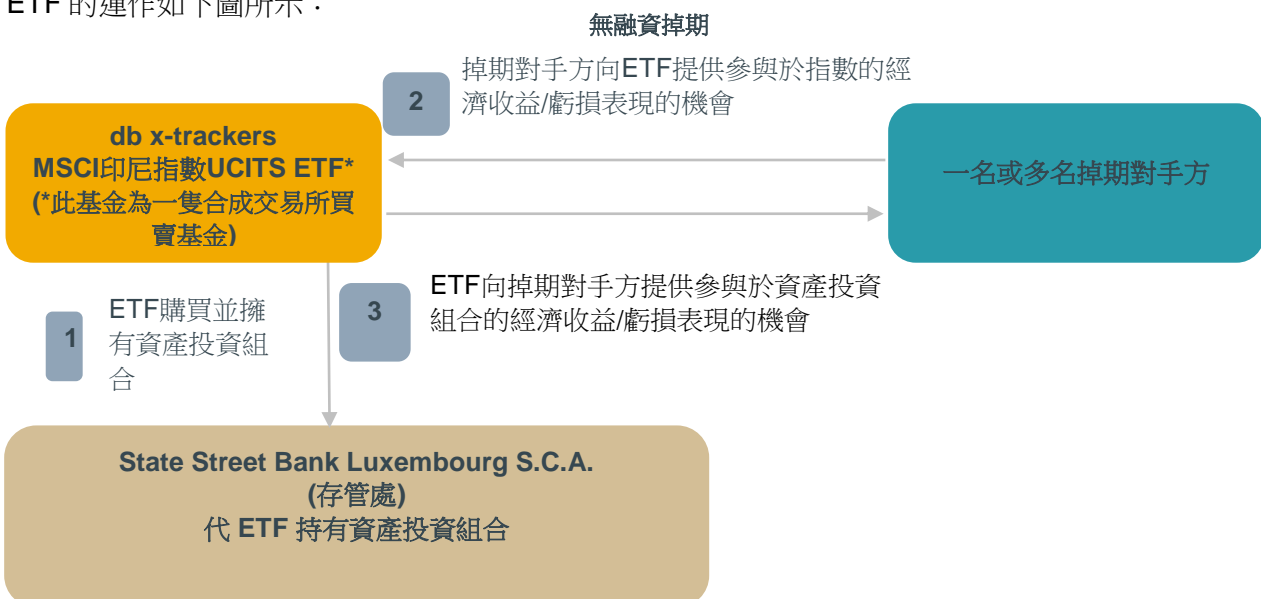 ETF 的運作如下圖所示：
無融資掉期
2
掉期對手方向ETF提供參與於指數的經
濟收益/虧損表現的機會
db x-trackers
MSCI印尼指數UCITS ETF*
(*此基金為一隻合成交易所買
賣基金)
一名或多名掉期對手方
1
ETF購買並擁
有資產投資組
合
3
ETF向掉期對手方提供參與於資產投資
組合的經濟收益/虧損表現的機會
State Street Bank Luxembourg S.C.A.
(存管處)
代 ETF 持有資產投資組合